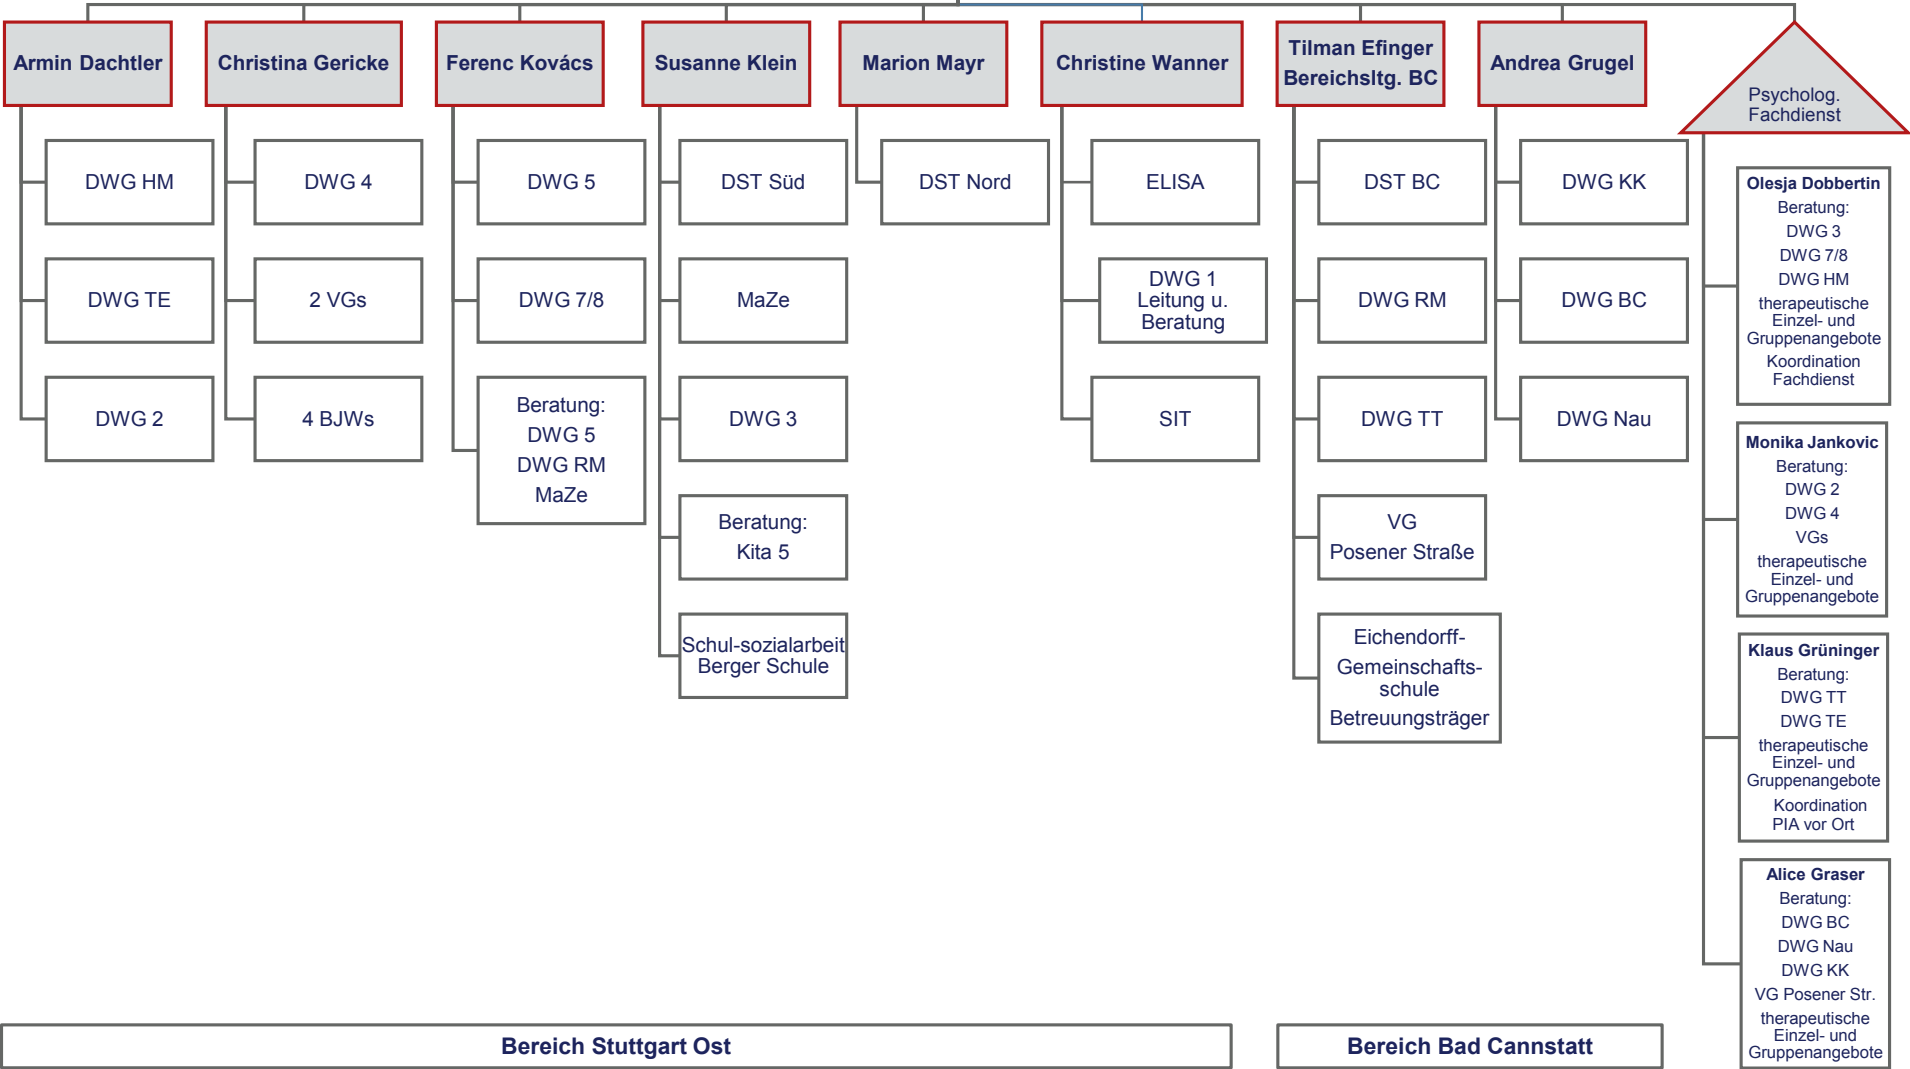 Armin Dachtler
DWG HM
DWG TE
DWG 2
Christina Gericke
DWG 4
2 VGs
4 BJWs
Ferenc Kovács
DWG 5
DWG 7/8
Beratung:
DWG 5
DWG RM
MaZe
Susanne Klein
DST Süd
MaZe
DWG 3
Beratung:
Kita 5
Schul-sozialarbeit
Berger Schule
Marion Mayr
DST Nord
Christine Wanner
ELISA
DWG 1
Leitung u.
Beratung
SIT
Tilman Efinger
Bereichsltg. BC
DST BC
DWG RM
DWG TT
VG
Posener Straße
Eichendorff-
Gemeinschafts-
schule
Betreuungsträger
Andrea Grugel
DWG KK
DWG BC
DWG Nau
Psycholog.
Fachdienst
Olesja Dobbertin
Beratung:
DWG 3
DWG 7/8
DWG HM
therapeutische
Einzel- und
Gruppenangebote
Koordination
Fachdienst
Monika Jankovic
Beratung:
DWG 2
DWG 4
VGs
therapeutische
Einzel- und
Gruppenangebote
Klaus Grüninger
Beratung:
DWG TT
DWG TE
therapeutische
Einzel- und
Gruppenangebote
Koordination
PIA vor Ort
Alice Graser
Beratung:
DWG BC
DWG Nau
DWG KK
VG Posener Str.
therapeutische
Einzel- und
Gruppenangebote
Bereich Stuttgart Ost
Bereich Bad Cannstatt